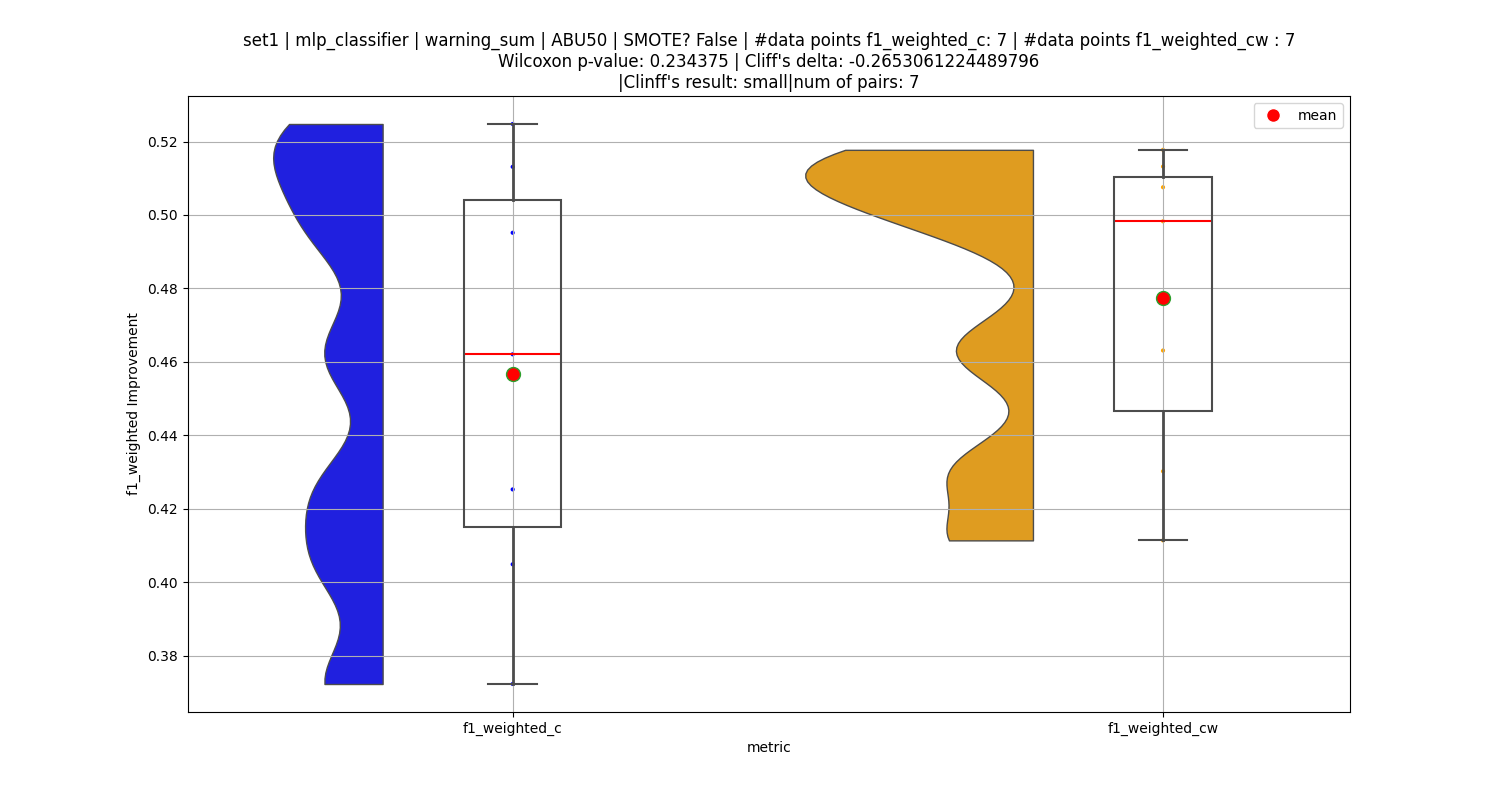 set1 | mlp_classifier | warning_sum | ABU50 | SMOTE? False | #data points f1_weighted_c: 7 | #data points f1_weighted_cw : 7
Wilcoxon p-value: 0.234375 | Cliff's delta: -0.2653061224489796
|Clinff's result: small|num of pairs: 7
mean
0.52
0.50
0.48
0.46
0.44
0.42
0.40
0.38
f1_weighted Improvement
f1_weighted_c
f1_weighted_cw
metric